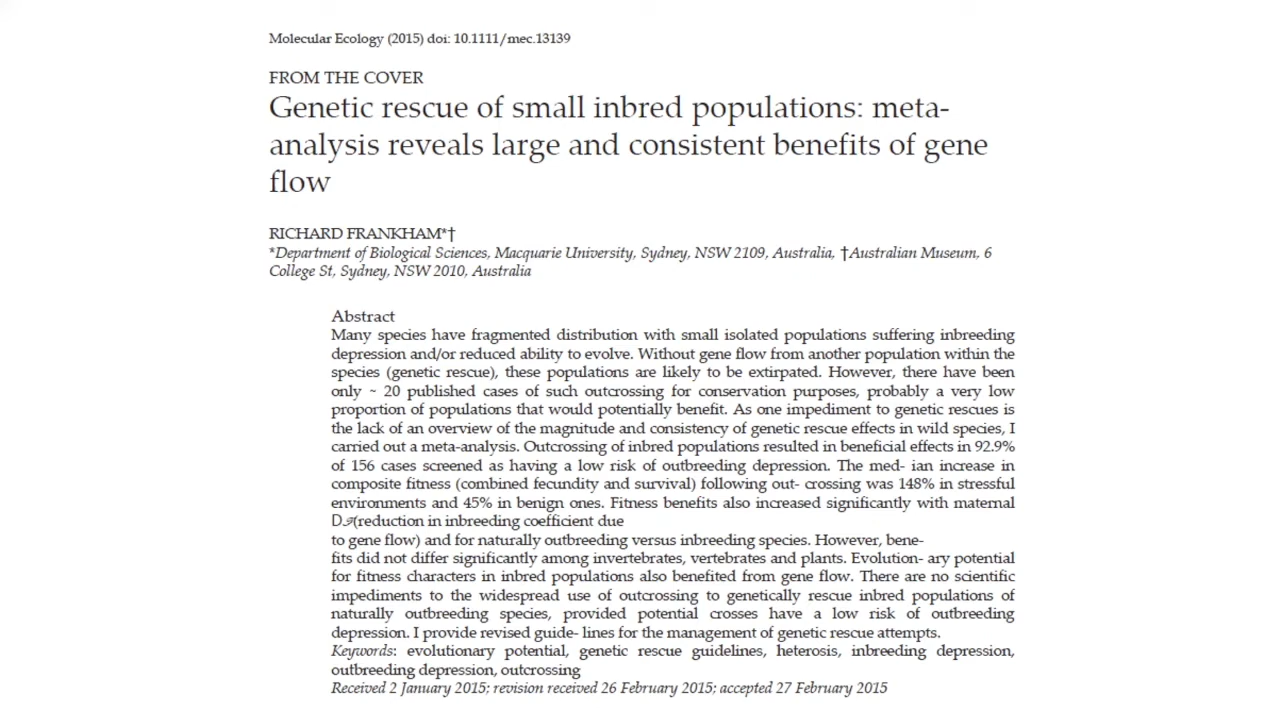 Molecular Ecology (2015) doi: 10.1111/mec.13139
FROM THE COVER
Genetic rescue of small inbred populations: meta-
analysis reveals large and consistent benefits of gene
flow
RICHARD FRANKHAM*†
*Department of Biological Sciences, Macquarie University, Sydney, NSW 2109, Australia, †Australian Museum, 6
College St, Sydney, NSW 2010, Australia
Abstract
Many species have fragmented distribution with small isolated populations suffering inbreeding
depression and/or reduced ability to evolve. Without gene flow from another population within the
species (genetic rescue), these populations are likely to be extirpated. However, there have been
only ~ 20 published cases of such outcrossing for conservation purposes, probably a very low
proportion of populations that would potentially benefit. As one impediment to genetic rescues is
the lack of an overview of the magnitude and consistency of genetic rescue effects in wild species, I
carried out a meta-analysis. Outcrossing of inbred populations resulted in beneficial effects in 92.9%
of 156 cases screened as having a low risk of outbreeding depression. The med- ian increase in
composite fitness (combined fecundity and survival) following out- crossing was 148% in stressful
environments and 45% in benign ones. Fitness benefits also increased significantly with maternal
(reduction in inbreeding coefficient due
to gene flow) and for naturally outbreeding versus inbreeding species. However, bene-
fits did not differ significantly among invertebrates, vertebrates and plants. Evolution- ary potential
for fitness characters in inbred populations also benefited from gene flow. There are no scientific
impediments to the widespread use of outcrossing to genetically rescue inbred populations of
naturally outbreeding species, provided potential crosses have a low risk of outbreeding
depression. I provide revised guide- lines for the management of genetic rescue attempts.
Keywords: evolutionary potential, genetic rescue guidelines, heterosis, inbreeding depression,
outbreeding depression, outcrossing
Received 2 January 2015; revision received 26 February 2015; accepted 27 February 2015